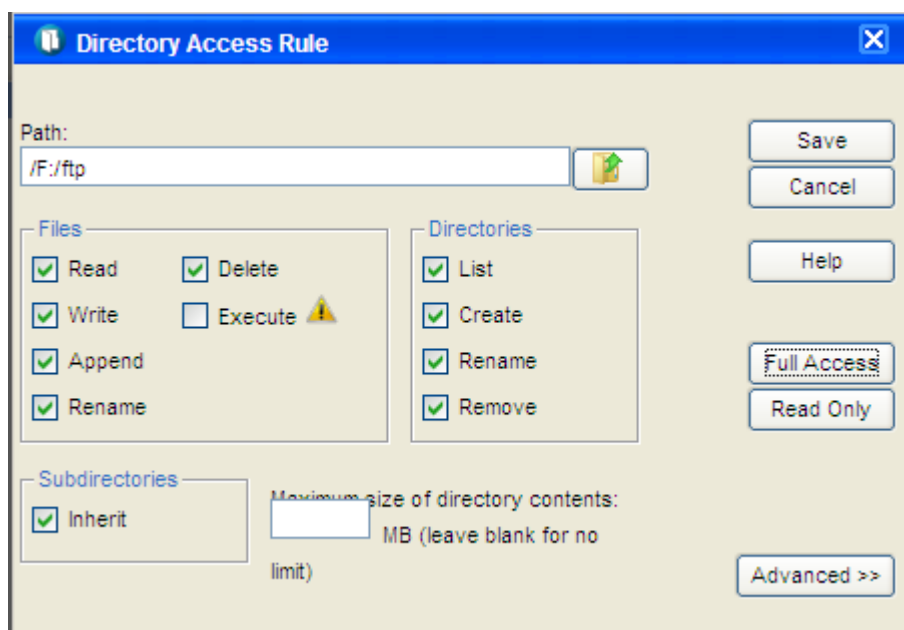 Directory Access Rule
Path:
/F:/ftp
Save
Cancel
Files
Directories
Read
Delete
List
Help
Write
Execute
Create
Append
Rename
Full Access
Rename
Remove
Read Only
Subdirectories
Inherit
Maximum size of directory contents:
MB (leave blank for no
limit)
Advanced >>